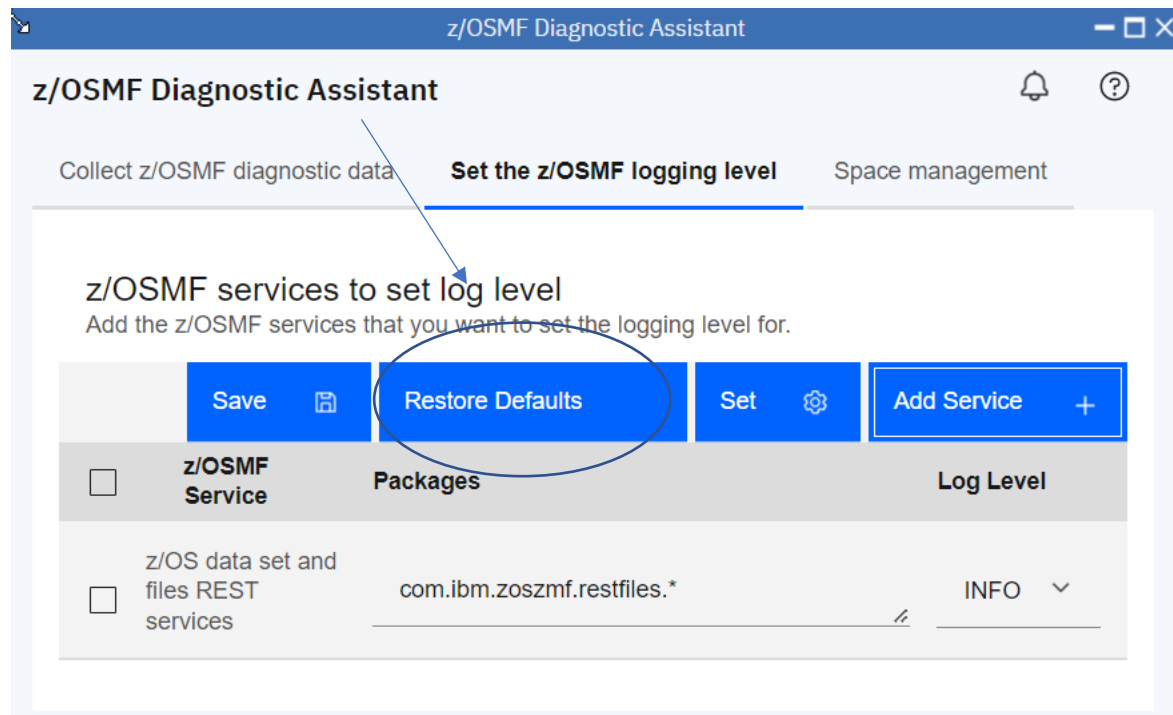 z/OSMF Diagnostic Assistant
z/OSMF Diagnostic Assistant
Collect z/OSMF diagnostic data
Set the z/OSMF logging level
Space management
z/OSMF services to set log level
Add the z/OSMF services that you want to set the logging level for.
Save
Restore Defaults
Set
Add Service
z/OSMF
Service
Packages
Log Level
z/OS data set and
files REST
services
com.ibm.zoszmf.restfiles.*
INFO